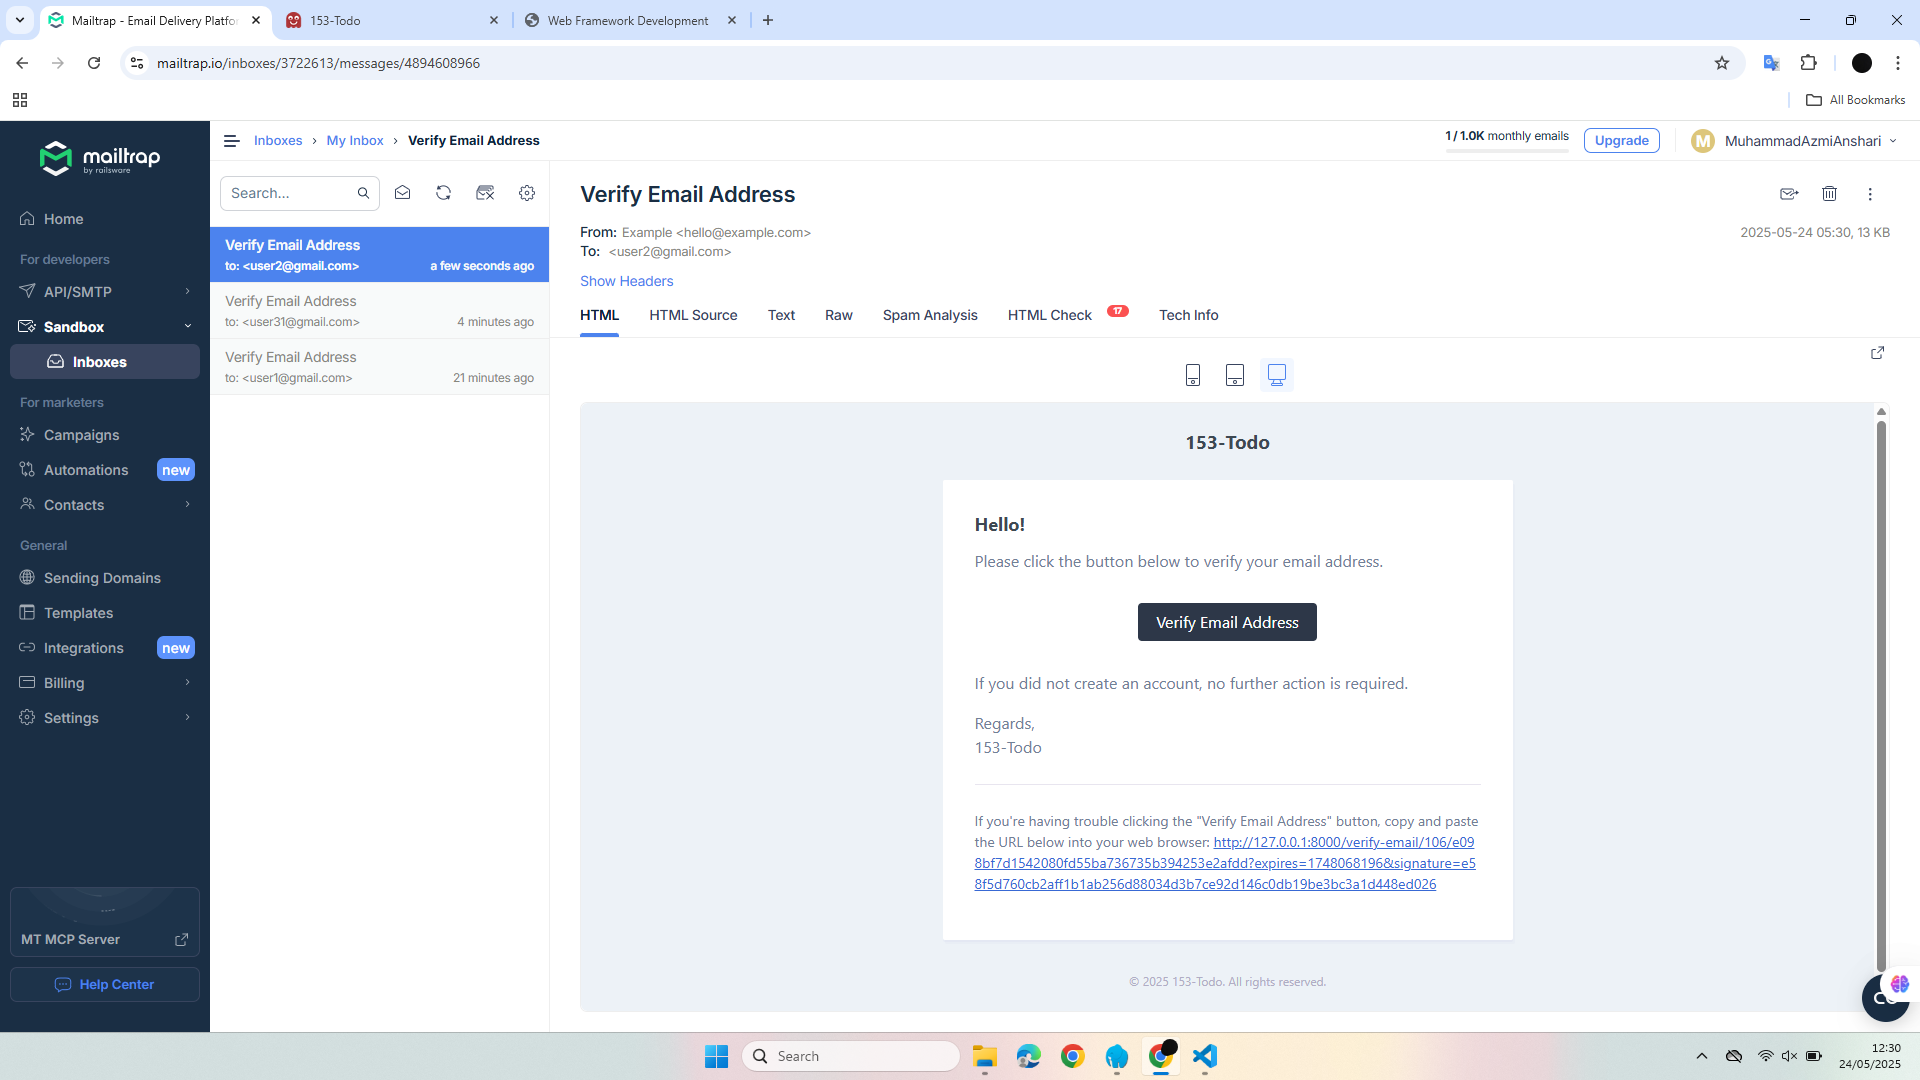 Mailtrap - Email Delivery Platfo
153-Todo
Web Framework Development
mailtrap.io/inboxes/3722613/messages/4894608966
All Bookmarks
mailtrap
by railsware
Home
For developers
API/SMTP
Sandbox
Inboxes
For marketers
Campaigns
Automations new
Contacts
General
Sending Domains
Templates
Integrations new
Billing
Settings
MT MCP Server
Help Center
Inboxes › My Inbox › Verify Email Address
1 / 1.0K monthly emails
Upgrade
M MuhammadAzmiAnshari
Search...
Verify Email Address
to: <user2@gmail.com> a few seconds ago
Verify Email Address
to: <user31@gmail.com> 4 minutes ago
Verify Email Address
to: <user1@gmail.com> 21 minutes ago
Verify Email Address
From: Example <hello@example.com>
2025-05-24 05:30, 13 KB
To: <user2@gmail.com>
Show Headers
HTML HTML Source Text Raw Spam Analysis HTML Check 17 Tech Info
153-Todo
Hello!
Please click the button below to verify your email address.
Verify Email Address
If you did not create an account, no further action is required.
Regards,
153-Todo
If you're having trouble clicking the "Verify Email Address" button, copy and paste
the URL below into your web browser: http://127.0.0.1:8000/verify-email/106/e09
8bf7d1542080fd55ba736735b394253e2afdd?expires=1748068196&signature=e5
8f5d760cb2aff1b1ab256d88034d3b7ce92d146c0db19be3bc3a1d448ed026
© 2025 153-Todo. All rights reserved.
Search
12:30
24/05/2025